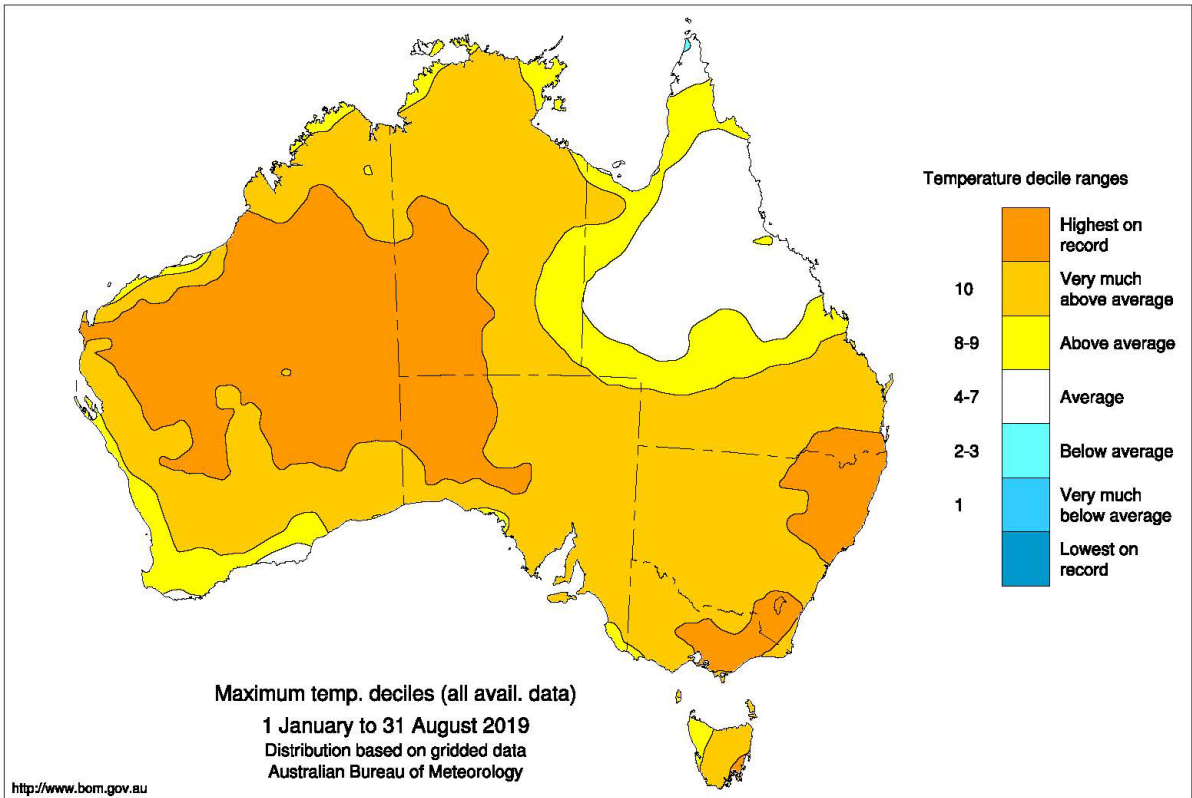 Temperature decile ranges
Highest on
record
10
Very much
above average
8-9
Above average
4-7
Average
2-3
Below average
1
Very much
below average
Lowest on
record
Maximum temp. deciles (all avail. data)
1 January to 31 August 2019
Distribution based on gridded data
Australian Bureau of Meteorology
http://www.bom.gov.au